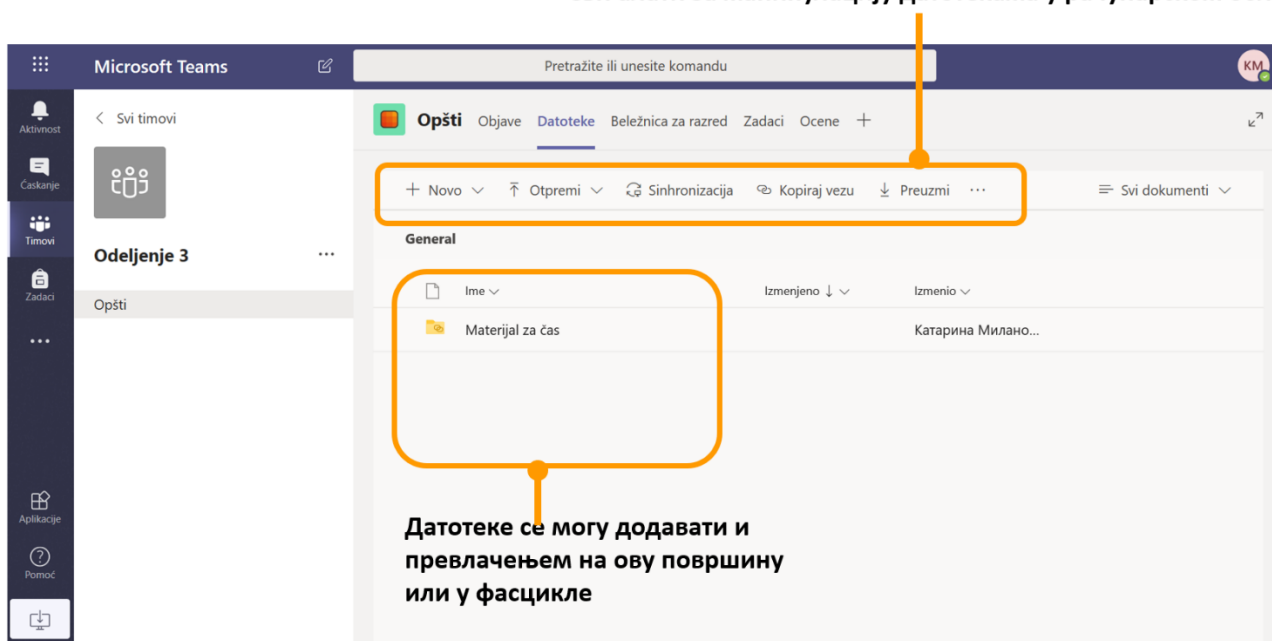 Microsoft Teams
Pretražite ili unesite komandu
KM
Aktivnost
Ćaskanje
Timovi
Zadaci
Aplikacije
Pomoć
Svi timovi
Odeljenje 3
Opšti
Opšti Objave Datoteke Beležnica za razred Zadaci Ocene
Novo Otpremi Sinhronizacija Kopiraj vezu Preuzmi ... Svi dokumenti
General
Ime Izmenjeno Izmenio
Materijal za čas Катарина Милано...
Датотеке се могу додавати и
превлачењем на ову површину
или у фасцикле